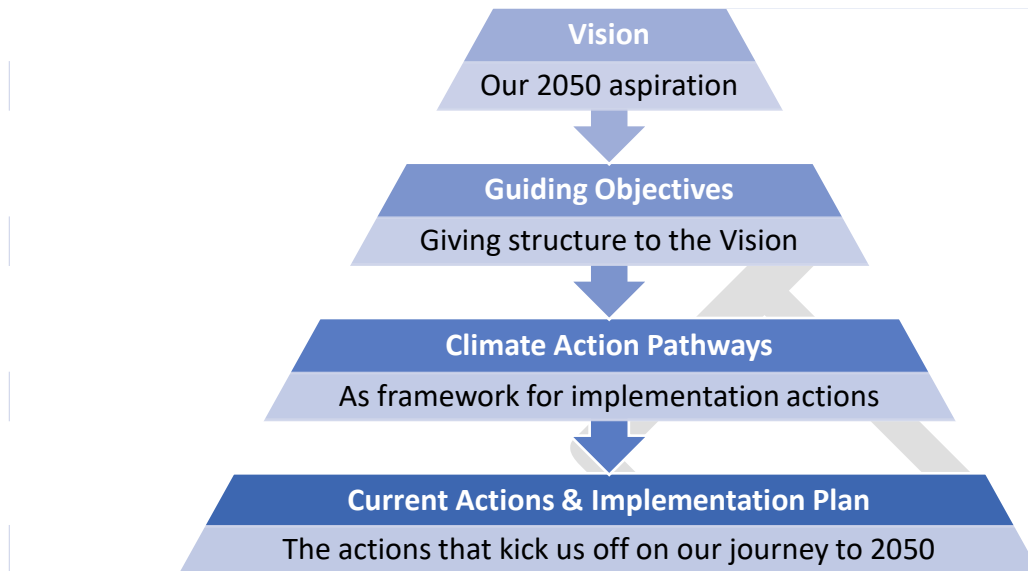 Vision
Our 2050 aspiration
Guiding Objectives
Giving structure to the Vision
Climate Action Pathways
As framework for implementation actions
Current Actions & Implementation Plan
The actions that kick us off on our journey to 2050